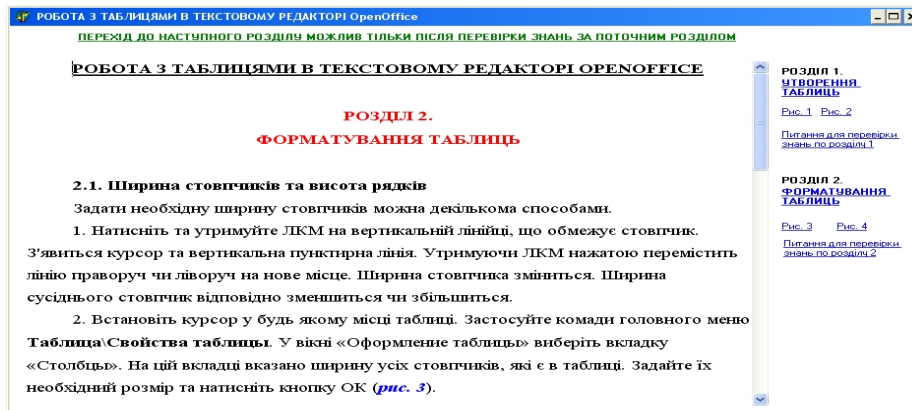 РОБОТА З ТАБЛИЦЯМИ В ТЕКСТОВОМУ РЕДАКТОРІ OpenOffice
ПЕРЕХІД ДО НАСТУПНОГО РОЗДІЛУ МОЖЛИВ ТІЛЬКИ ПІСЛЯ ПЕРЕВІРКИ ЗНАНЬ ЗА ПОТОЧНИМ РОЗДІЛОМ
РОБОТА З ТАБЛИЦЯМИ В ТЕКСТОВОМУ РЕДАКТОРІ OPENOFFICE
РОЗДІЛ 2.
ФОРМАТУВАННЯ ТАБЛИЦЬ
2.1. Ширина стовпчиків та висота рядків
Задати необхідну ширину стовпчиків можна декількома способами.
1. Натисніть та утримуйте ЛКМ на вертикальній лінійці, що обмежує стовпчик.
З'явиться курсор та вертикальна пунктирна лінія. Утримуючи ЛКМ нажатою перемістить
лінію праворуч чи ліворуч на нове місце. Ширина стовпчика зміниться. Ширина
сусіднього стовпчик відповідно зменшиться чи збільшиться.
2. Встановіть курсор у будь якому місці таблиці. Застосуйте комади головного меню
Таблица\Свойства таблицы. У вікні «Оформление таблицы» виберіть вкладку
«Столбцы». На цій вкладці вказано ширину усіх стовпчиків, які є в таблиці. Задайте їх
необхідний розмір та натисніть кнопку ОК (рис. 3).
РОЗДІЛ 1.
УТВОРЕННЯ
ТАБЛИЦЬ
Рис. 1 Рис. 2
Питання для перевірки
знань по розділу 1
РОЗДІЛ 2.
ФОРМАТУВАННЯ
ТАБЛИЦЬ
Рис. 3 Рис. 4
Питання для перевірки
знань по розділу 2